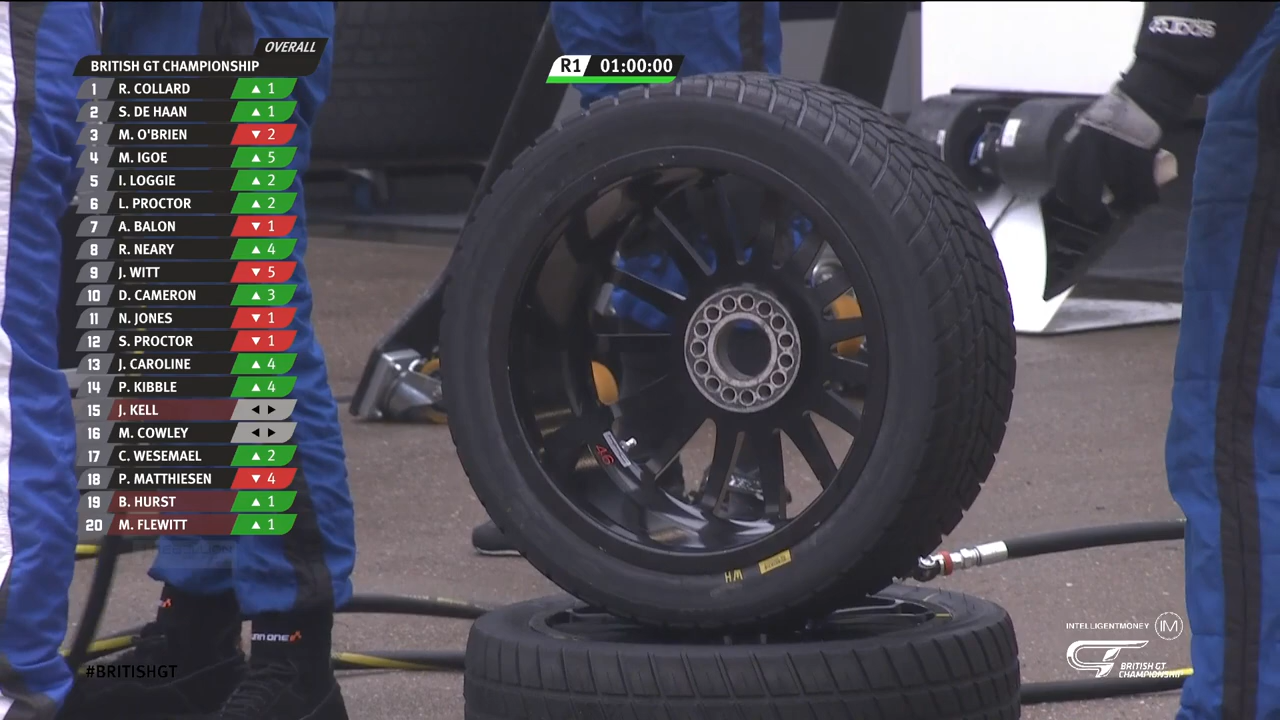 OVERALL
BRITISH GT CHAMPIONSHIP
1 R. COLLARD ▲ 1
2 S. DE HAAN ▲ 1
3 M. O'BRIEN ▼ 2
4 M. IGOE ▲ 5
5 I. LOGGIE ▲ 2
6 L. PROCTOR ▲ 2
7 A. BALON ▼ 1
8 R. NEARY ▲ 4
9 J. WITT ▼ 5
10 D. CAMERON ▲ 3
11 N. JONES ▼ 1
12 S. PROCTOR ▼ 1
13 J. CAROLINE ▲ 4
14 P. KIBBLE ▲ 4
15 J. KELL ◀ ▶
16 M. COWLEY ◀ ▶
17 C. WESEMAEL ▲ 2
18 P. MATTHIESEN ▼ 4
19 B. HURST ▲ 1
20 M. FLEWITT ▲ 1
R1 01:00:00
46
WH
#BRITISHGT
INTELLIGENTMONEY IM
BRITISH GT
CHAMPIONSHIP